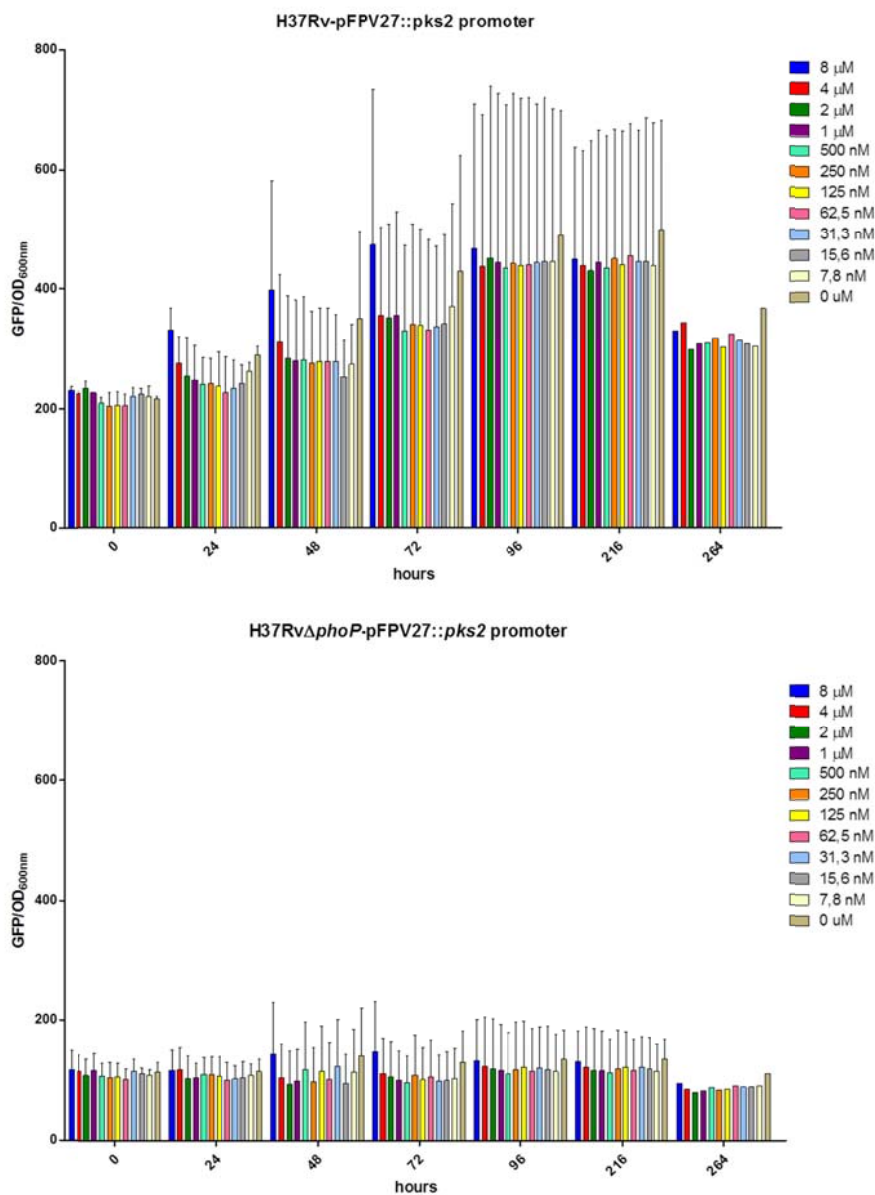 H37Rv-pFPV27::pks2 promoter
800
600
400
200
0
GFP/OD600nm
0 24 48 72 96 216 264
hours
8 µM
4 µM
2 µM
1 µM
500 nM
250 nM
125 nM
62,5 nM
31,3 nM
15,6 nM
7,8 nM
0 uM
H37RvΔphoP-pFPV27::pks2 promoter
800
600
400
200
0
GFP/OD600nm
0 24 48 72 96 216 264
hours
8 µM
4 µM
2 µM
1 µM
500 nM
250 nM
125 nM
62,5 nM
31,3 nM
15,6 nM
7,8 nM
0 uM